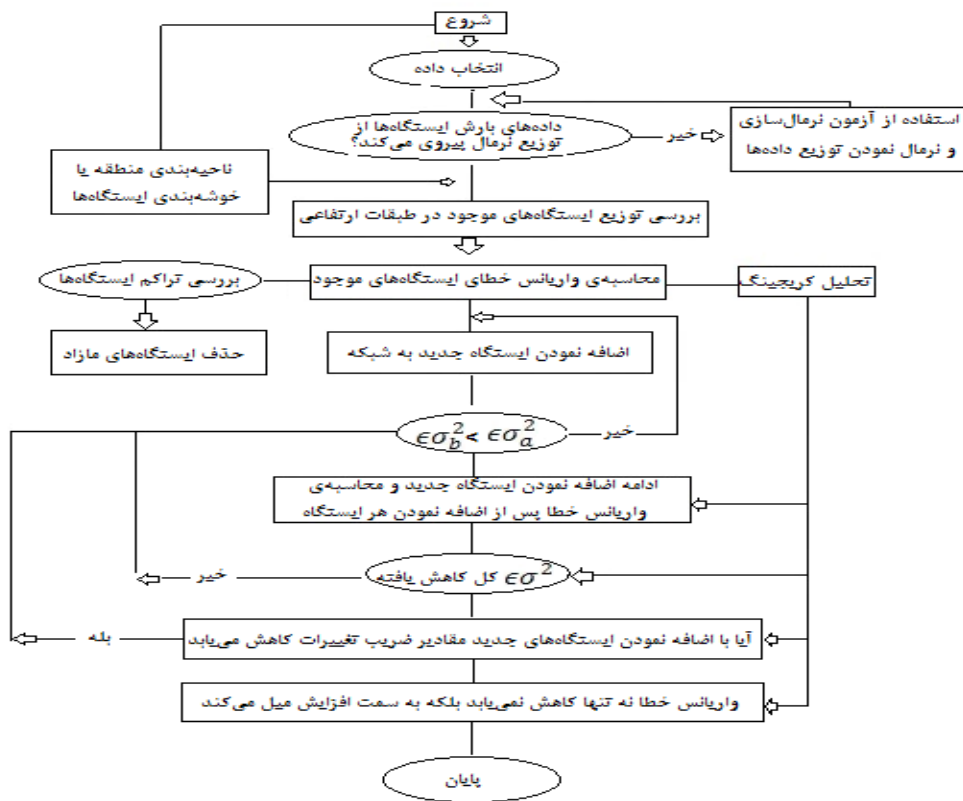 شروع
انتخاب داده
داده‌های بارش ایستگاه‌ها از
توزیع نرمال پیروی می‌کند؟
خیر
استفاده از آزمون نرمال‌سازی
و نرمال نمودن توزیع داده‌ها
ناحیه‌بندی منطقه یا
خوشه‌بندی ایستگاه‌ها
بررسی توزیع ایستگاه‌های موجود در طبقات ارتفاعی
محاسبه‌ی واریانس خطای ایستگاه‌های موجود
بررسی تراکم ایستگاه‌ها
تحلیل کریجینگ
حذف ایستگاه‌های مازاد
اضافه نمودن ایستگاه جدید به شبکه
ϵσ_b^2 < ϵσ_a^2
خیر
ادامه اضافه نمودن ایستگاه جدید و محاسبه‌ی
واریانس خطا پس از اضافه نمودن هر ایستگاه
ϵσ^2 کل کاهش یافته
خیر
آیا با اضافه نمودن ایستگاه‌های جدید مقادیر ضریب تغییرات کاهش می‌یابد
بله
واریانس خطا نه تنها کاهش نمی‌یابد بلکه به سمت افزایش میل می‌کند
پایان